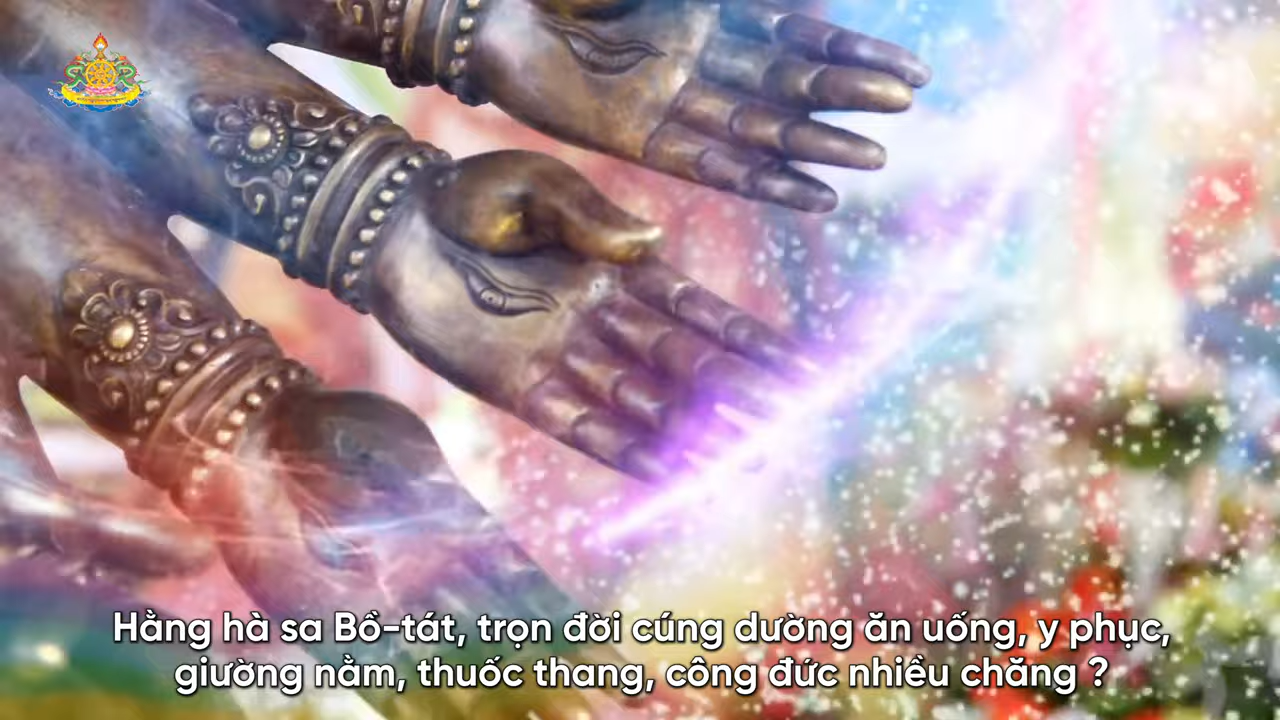 Hằng hà sa Bồ-tát, trọn đời cúng dường ăn uống, y phục,
giường nằm, thuốc thang, công đức nhiều chăng ?